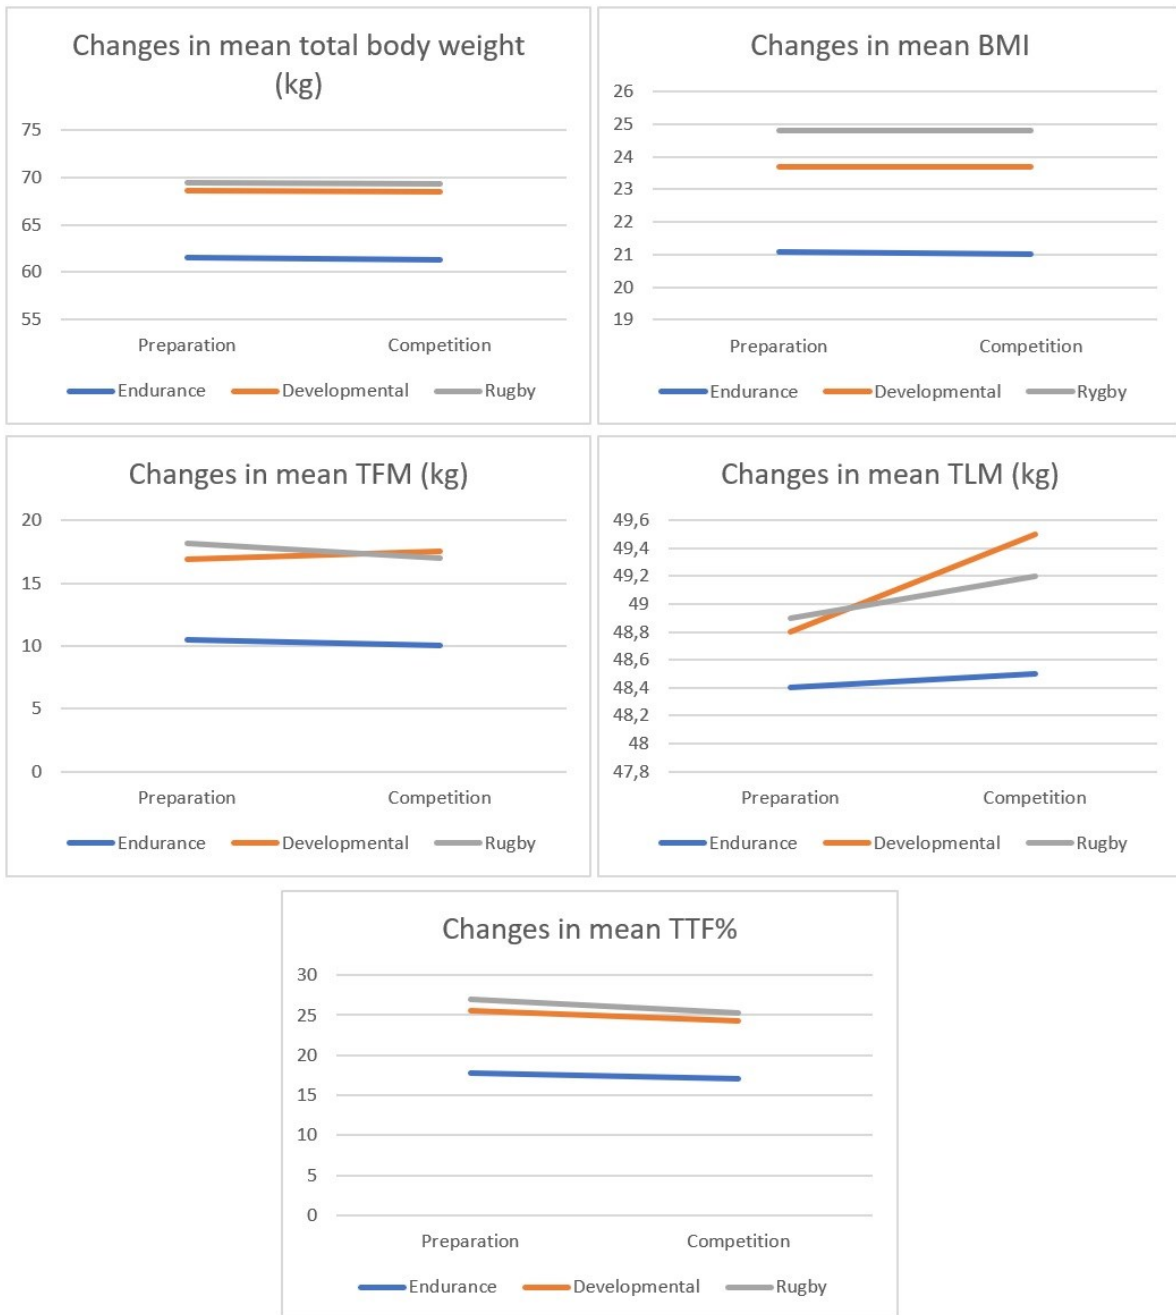 Changes in mean total body weight
(kg)
75
70
65
60
55
Preparation Competition
Endurance Developmental Rugby
Changes in mean BMI
26
25
24
23
22
21
20
19
Preparation Competition
Endurance Developmental Rygby
Changes in mean TFM (kg)
20
15
10
5
0
Preparation Competition
Endurance Developmental Rugby
Changes in mean TLM (kg)
49,6
49,4
49,2
49
48,8
48,6
48,4
48,2
48
47,8
Preparation Competition
Endurance Developmental Rugby
Changes in mean TTF%
30
25
20
15
10
5
0
Preparation Competition
Endurance Developmental Rugby